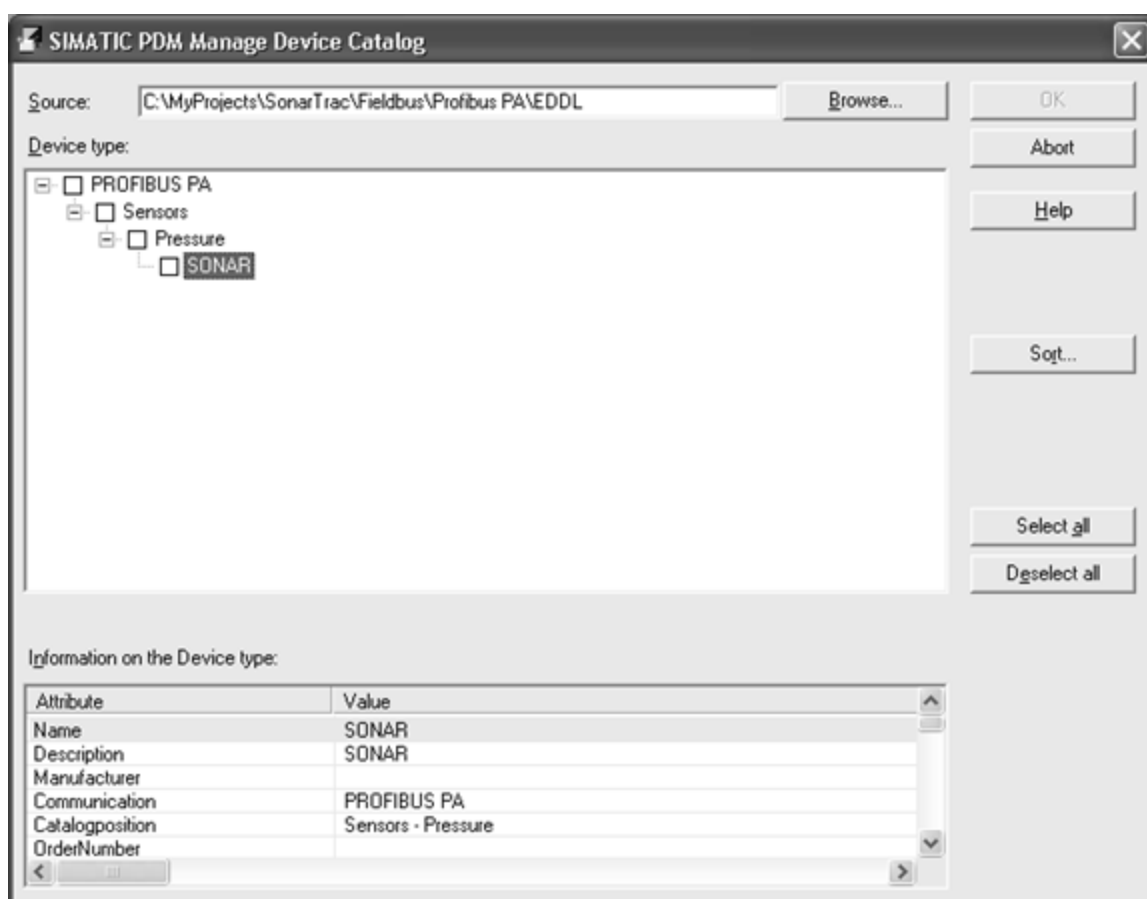 SIMATIC PDM Manage Device Catalog
Source: C:\MyProjects\SonarTrac\Fieldbus\Profibus PA\EDDL Browse... OK
Device type: Abort
PROFIBUS PA
Sensors Help
Pressure
SONAR
Sort...
Select all
Deselect all
Information on the Device type:
Attribute Value
Name SONAR
Description SONAR
Manufacturer
Communication PROFIBUS PA
Catalogposition Sensors - Pressure
OrderNumber